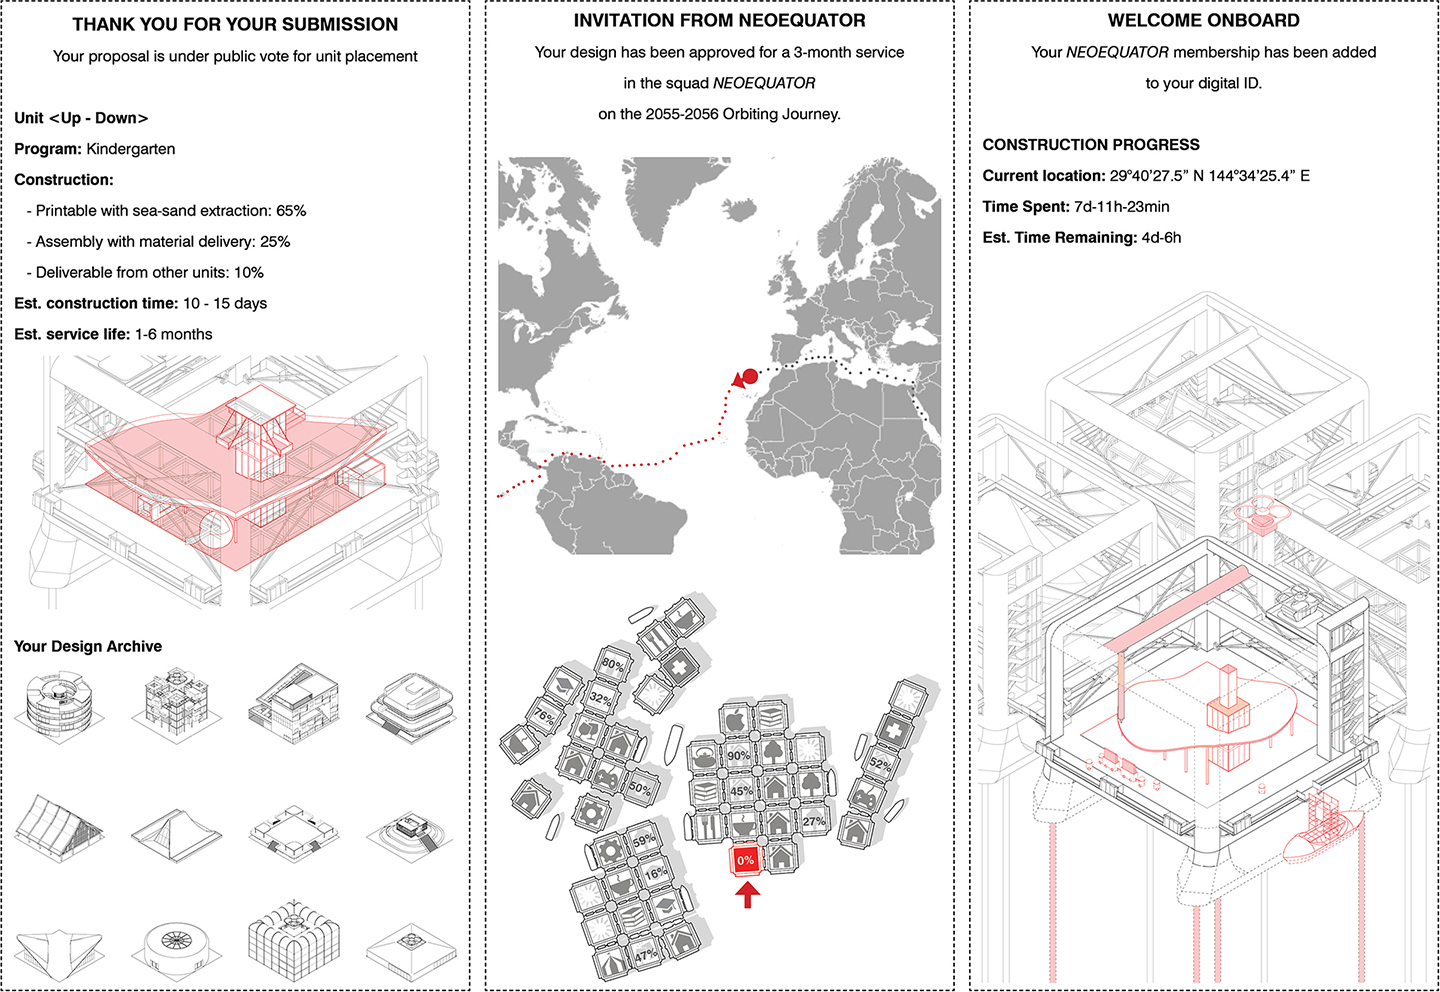 THANK YOU FOR YOUR SUBMISSION
Your proposal is under public vote for unit placement
Unit <Up - Down>
Program: Kindergarten
Construction:
- Printable with sea-sand extraction: 65%
- Assembly with material delivery: 25%
- Deliverable from other units: 10%
Est. construction time: 10 - 15 days
Est. service life: 1-6 months
Your Design Archive
INVITATION FROM NEOEQUATOR
Your design has been approved for a 3-month service
in the squad NEOEQUATOR
on the 2055-2056 Orbiting Journey.
80%
32%
76%
50%
90%
45%
27%
52%
0%
59%
16%
47%
WELCOME ONBOARD
Your NEOEQUATOR membership has been added
to your digital ID.
CONSTRUCTION PROGRESS
Current location: 29°40’27.5” N 144°34’25.4” E
Time Spent: 7d-11h-23min
Est. Time Remaining: 4d-6h